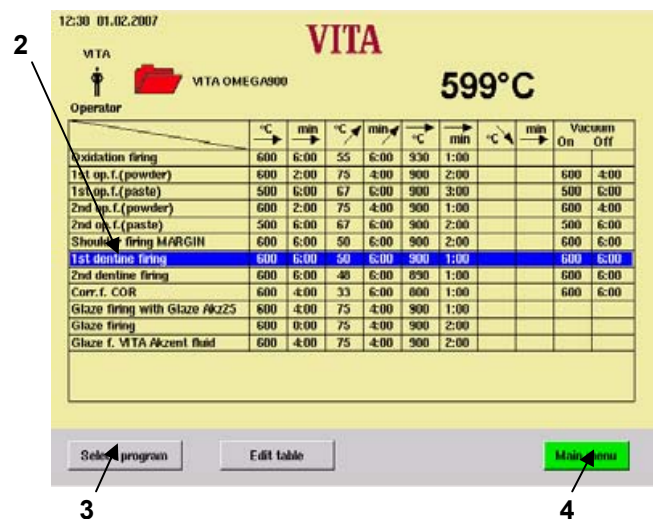 12:30 01.02.2007
VITA
2
VITA
VITA OMEGA900
599°C
Operator
°C min °C min °C min °C min Vacuum
On Off
Oxidation firing 600 6:00 55 6:00 930 1:00
1st op.f.(powder) 600 2:00 75 4:00 900 2:00 600 4:00
1st op.f.(paste) 500 6:00 67 6:00 900 3:00 500 6:00
2nd op.f.(powder) 600 2:00 75 4:00 900 1:00 600 4:00
2nd op.f.(paste) 500 6:00 67 6:00 900 2:00 500 6:00
Shoulder firing MARGIN 600 6:00 50 6:00 900 2:00 600 6:00
1st dentine firing 600 6:00 50 6:00 900 1:00 600 6:00
2nd dentine firing 600 6:00 48 6:00 890 1:00 600 6:00
Corr.f. COR 600 4:00 33 6:00 800 1:00 600 6:00
Glaze firing with Glaze Akz25 600 4:00 75 4:00 900 1:00
Glaze firing 600 0:00 75 4:00 900 2:00
Glaze f. VITA Akzent fluid 600 4:00 75 4:00 900 2:00
Select program Edit table Main menu
3 4